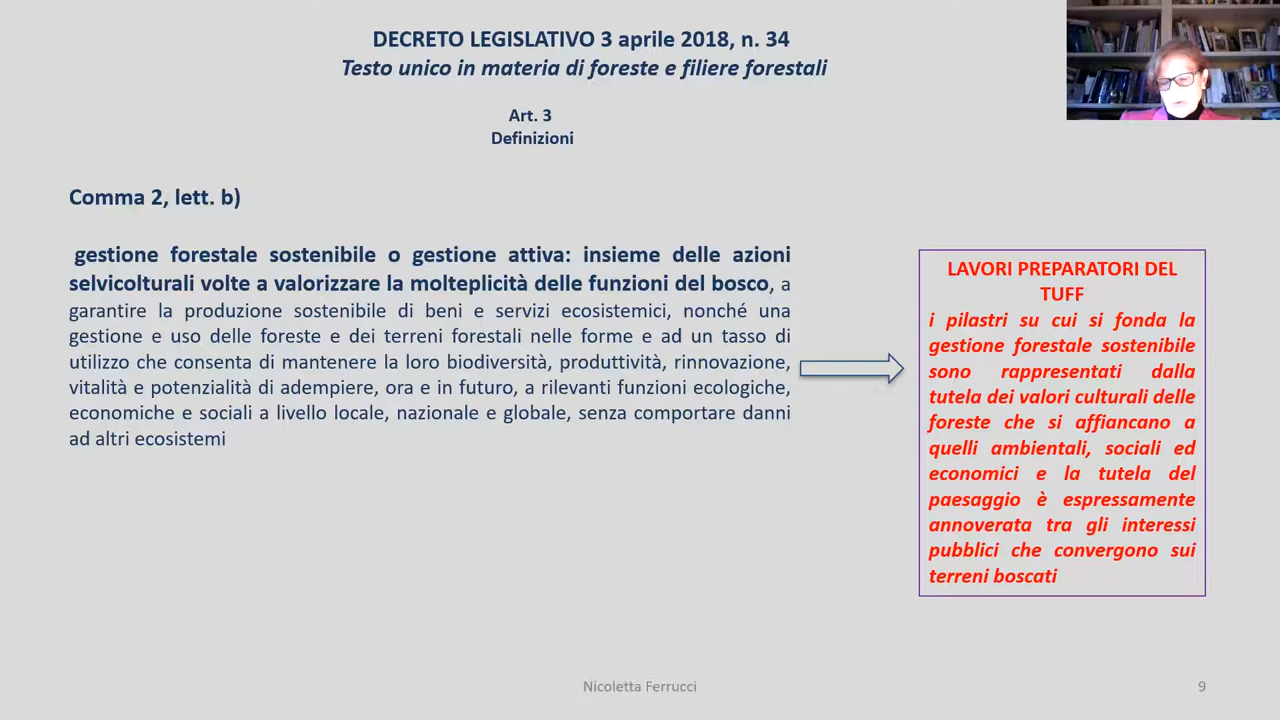 DECRETO LEGISLATIVO 3 aprile 2018, n. 34
Testo unico in materia di foreste e filiere forestali
Art. 3
Definizioni
Comma 2, lett. b)
gestione forestale sostenibile o gestione attiva: insieme delle azioni
selvicolturali volte a valorizzare la molteplicità delle funzioni del bosco, a
garantire la produzione sostenibile di beni e servizi ecosistemici, nonché una
gestione e uso delle foreste e dei terreni forestali nelle forme e ad un tasso di
utilizzo che consenta di mantenere la loro biodiversità, produttività, rinnovazione,
vitalità e potenzialità di adempiere, ora e in futuro, a rilevanti funzioni ecologiche,
economiche e sociali a livello locale, nazionale e globale, senza comportare danni
ad altri ecosistemi
LAVORI PREPARATORI DEL
TUFF
i pilastri su cui si fonda la
gestione forestale sostenibile
sono rappresentati dalla
tutela dei valori culturali delle
foreste che si affiancano a
quelli ambientali, sociali ed
economici e la tutela del
paesaggio è espressamente
annoverata tra gli interessi
pubblici che convergono sui
terreni boscati
Nicoletta Ferrucci
9